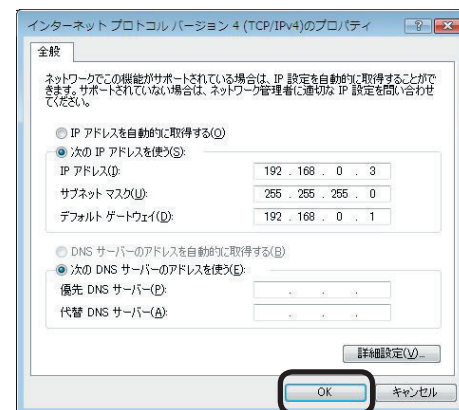 インターネット プロトコル バージョン 4 (TCP/IPv4)のプロパティ
全般
ネットワークでこの機能がサポートされている場合は、IP 設定を自動的に取得することがで
きます。サポートされていない場合は、ネットワーク管理者に適切な IP 設定を問い合わせ
てください。
IP アドレスを自動的に取得する(O)
次の IP アドレスを使う(S):
IP アドレス(I): 192 . 168 . 0 . 3
サブネット マスク(U): 255 . 255 . 255 . 0
デフォルト ゲートウェイ(D): 192 . 168 . 0 . 1
DNS サーバーのアドレスを自動的に取得する(B)
次の DNS サーバーのアドレスを使う(E):
優先 DNS サーバー(P): . . .
代替 DNS サーバー(A): . . .
詳細設定(V)...
OK キャンセル